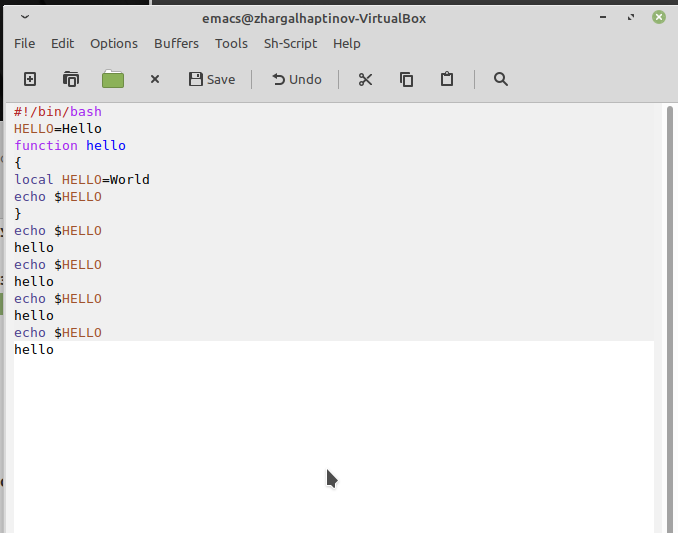 emacs@zhargalhaptinov-VirtualBox
File Edit Options Buffers Tools Sh-Script Help
Save Undo
#!/bin/bash
HELLO=Hello
function hello
{
local HELLO=World
echo $HELLO
}
echo $HELLO
hello
echo $HELLO
hello
echo $HELLO
hello
echo $HELLO
hello